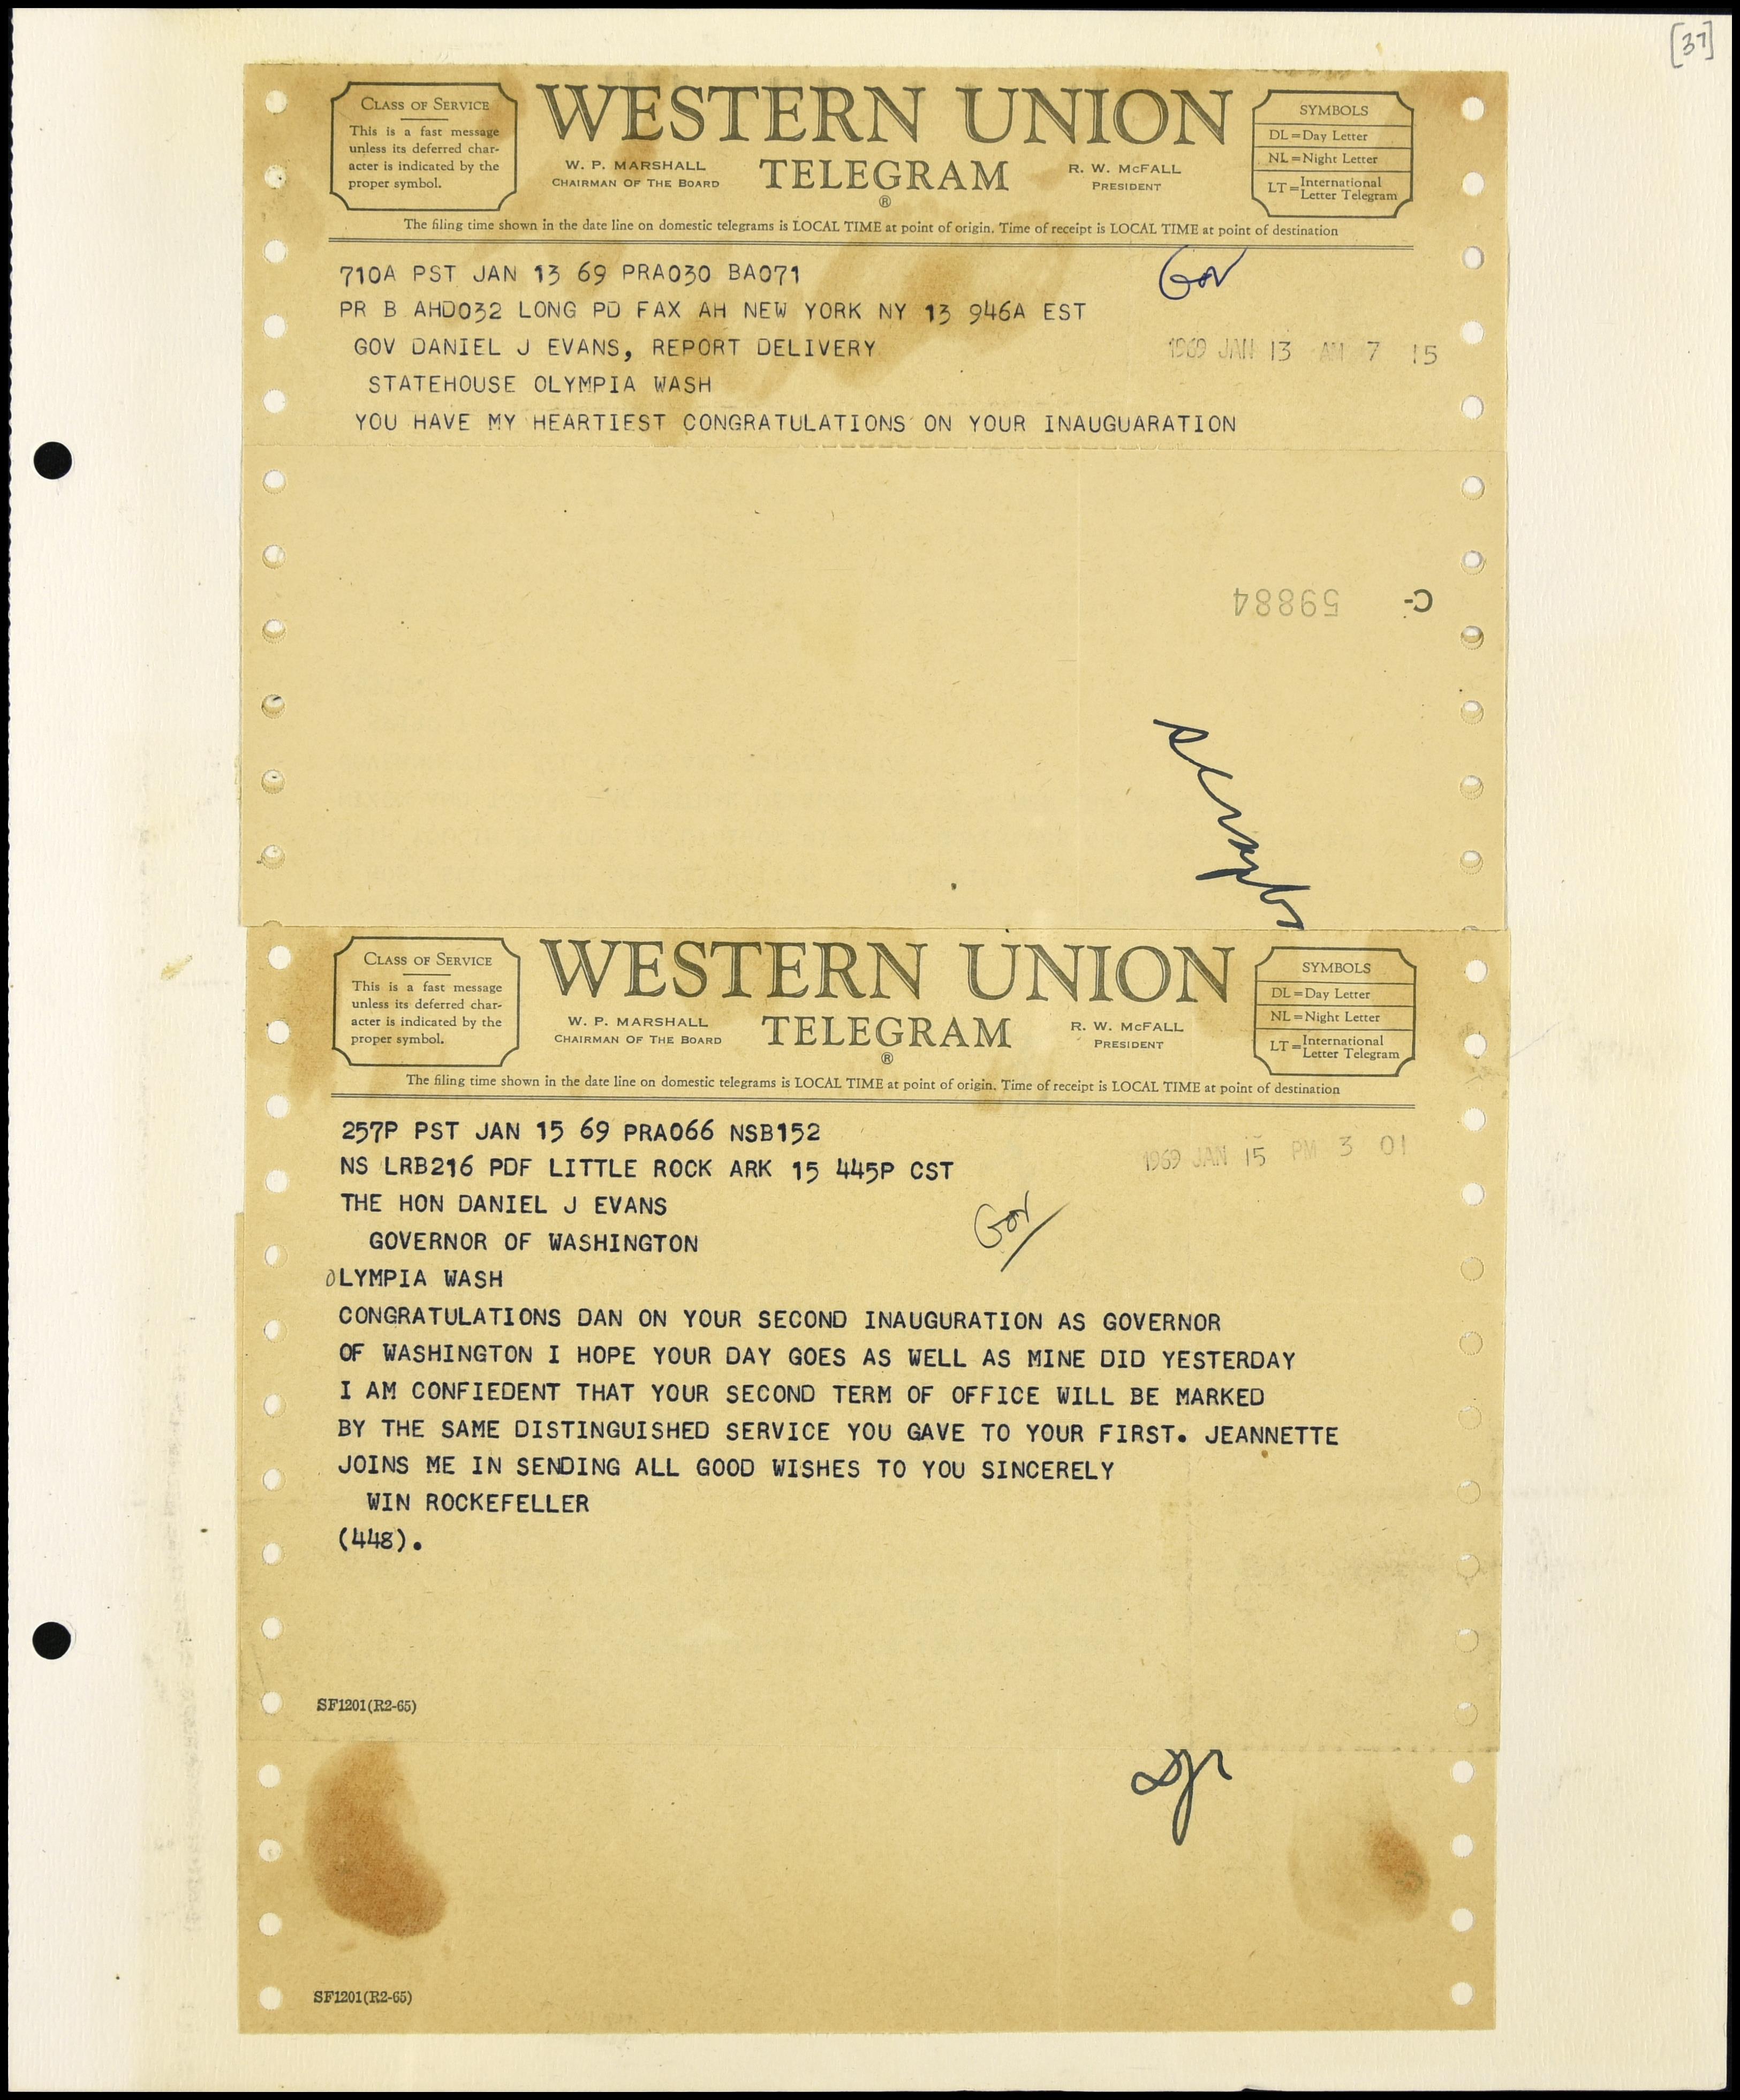 [37]
CLASS OF SERVICE
This is a fast message
unless its deferred char-
acter is indicated by the
proper symbol.
WESTERN UNION
TELEGRAM
®
W. P. MARSHALL
CHAIRMAN OF THE BOARD
R. W. McFALL
PRESIDENT
SYMBOLS
DL=Day Letter
NL=Night Letter
LT=International
Letter Telegram
The filing time shown in the date line on domestic telegrams is LOCAL TIME at point of origin. Time of receipt is LOCAL TIME at point of destination
710A PST JAN 13 69 PRA030 BA071
Gov
PR B AHD032 LONG PD FAX AH NEW YORK NY 13 946A EST
GOV DANIEL J EVANS, REPORT DELIVERY
1969 JAN 13 AM 7 15
STATEHOUSE OLYMPIA WASH
YOU HAVE MY HEARTIEST CONGRATULATIONS ON YOUR INAUGUARATION
C- 59884
CLASS OF SERVICE
This is a fast message
unless its deferred char-
acter is indicated by the
proper symbol.
WESTERN UNION
TELEGRAM
®
W. P. MARSHALL
CHAIRMAN OF THE BOARD
R. W. McFALL
PRESIDENT
SYMBOLS
DL=Day Letter
NL=Night Letter
LT=International
Letter Telegram
The filing time shown in the date line on domestic telegrams is LOCAL TIME at point of origin. Time of receipt is LOCAL TIME at point of destination
257P PST JAN 15 69 PRA066 NSB152
1969 JAN 15 PM 3 01
NS LRB216 PDF LITTLE ROCK ARK 15 445P CST
THE HON DANIEL J EVANS
Gov
GOVERNOR OF WASHINGTON
OLYMPIA WASH
CONGRATULATIONS DAN ON YOUR SECOND INAUGURATION AS GOVERNOR
OF WASHINGTON I HOPE YOUR DAY GOES AS WELL AS MINE DID YESTERDAY
I AM CONFIEDENT THAT YOUR SECOND TERM OF OFFICE WILL BE MARKED
BY THE SAME DISTINGUISHED SERVICE YOU GAVE TO YOUR FIRST. JEANNETTE
JOINS ME IN SENDING ALL GOOD WISHES TO YOU SINCERELY
WIN ROCKEFELLER
(448).
SF1201(R2-65)
SF1201(R2-65)